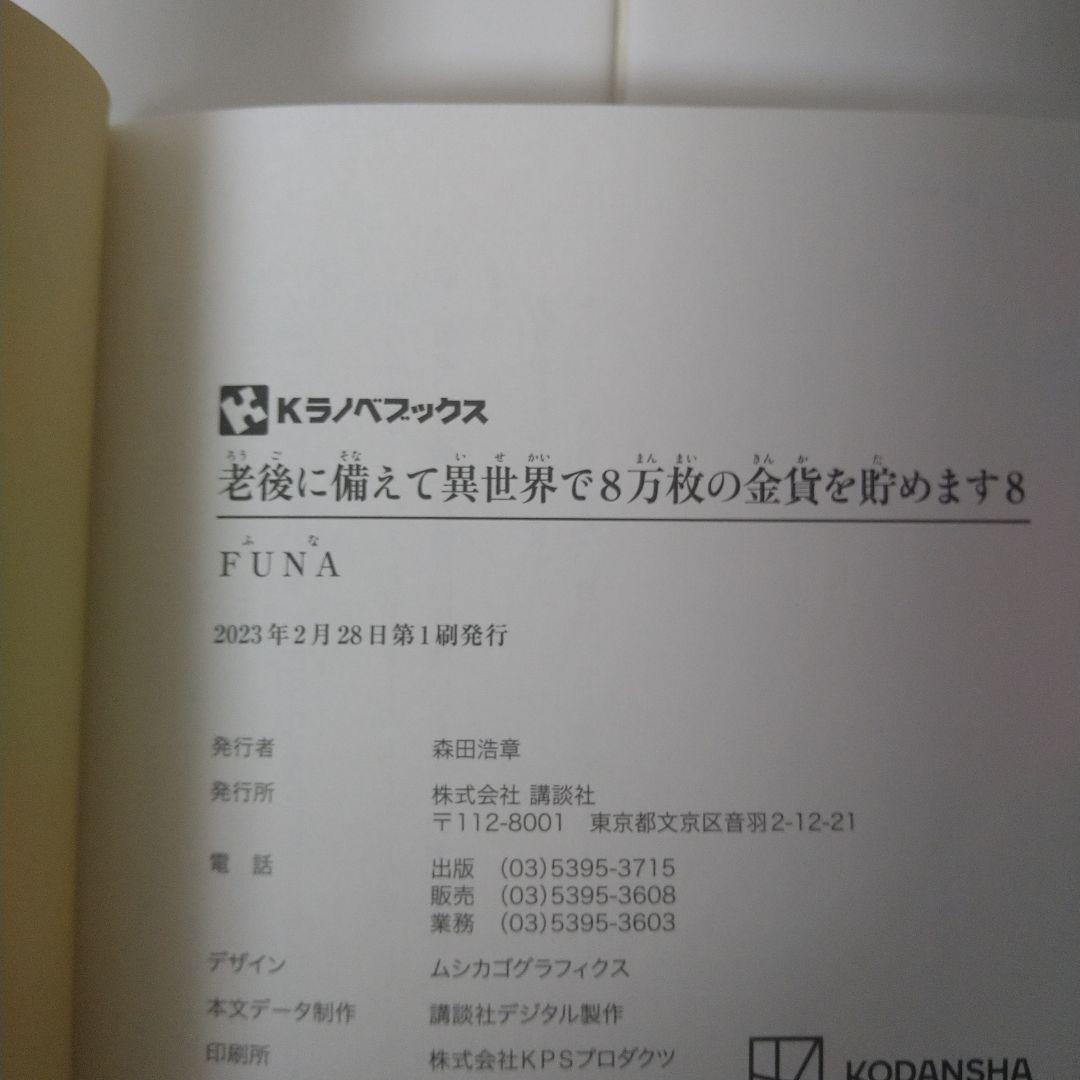 Kラノベブックス
老後に備えて異世界で8万枚の金貨を貯めます8
FUNA
2023年2月28日第1刷発行
発行者 森田浩章
発行所 株式会社 講談社
〒112-8001 東京都文京区音羽2-12-21
電 話 出版 (03)5395-3715
販売 (03)5395-3608
業務 (03)5395-3603
デザイン ムシカゴグラフィクス
本文データ制作 講談社デジタル製作
印刷所 株式会社KPSプロダクツ
KODANSHA